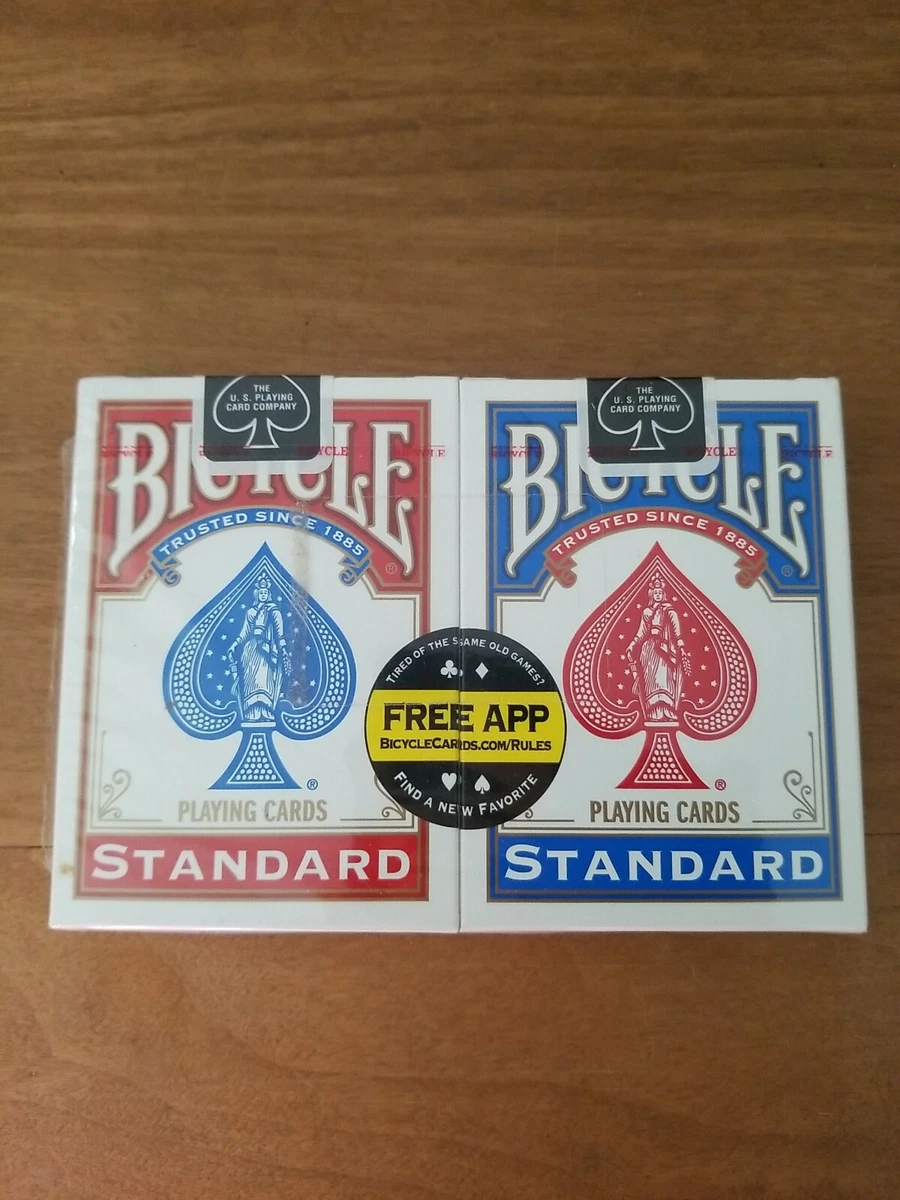 THE
U. S. PLAYING
CARD COMPANY
BICYCLE
TRUSTED SINCE 1885
®
®
PLAYING CARDS
STANDARD
THE
U. S. PLAYING
CARD COMPANY
BICYCLE
TRUSTED SINCE 1885
®
®
PLAYING CARDS
STANDARD
TIRED OF THE SAME OLD GAMES?
FREE APP
BICYCLECARDS.COM/RULES
FIND A NEW FAVORITE